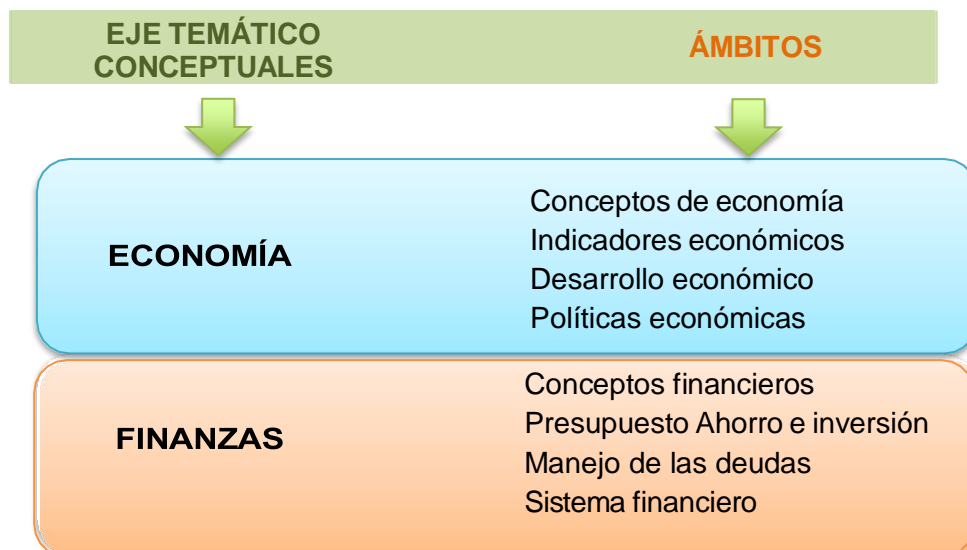 EJE TEMÁTICO
CONCEPTUALES
ÁMBITOS
ECONOMÍA
Conceptos de economía
Indicadores económicos
Desarrollo económico
Políticas económicas
FINANZAS
Conceptos financieros
Presupuesto Ahorro e inversión
Manejo de las deudas
Sistema financiero